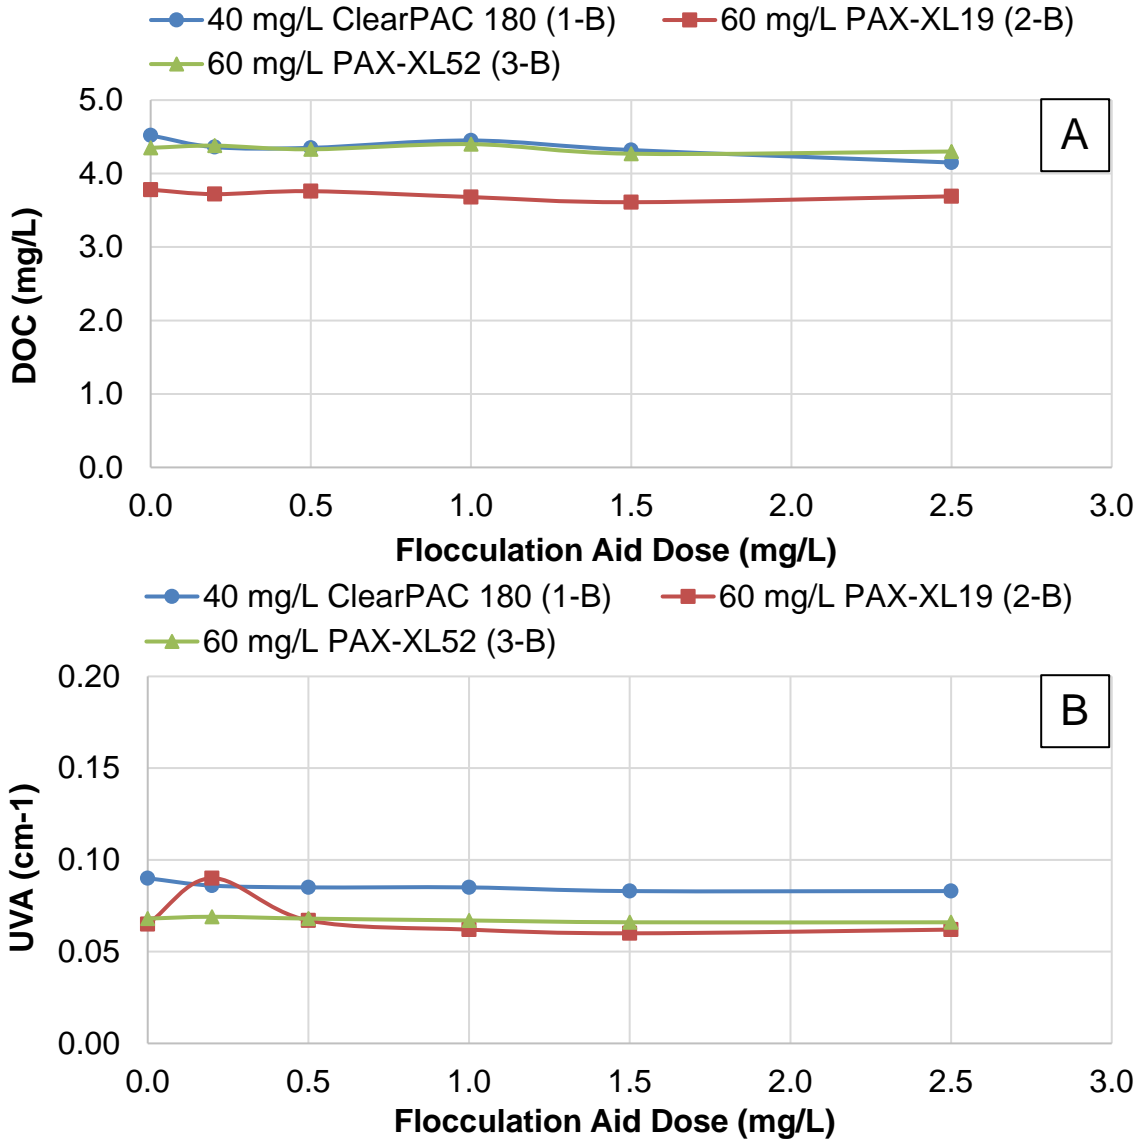 40 mg/L ClearPAC 180 (1-B) 60 mg/L PAX-XL19 (2-B)
60 mg/L PAX-XL52 (3-B)
A
5.0
4.0
3.0
2.0
1.0
0.0
DOC (mg/L)
0.0 0.5 1.0 1.5 2.0 2.5 3.0
Flocculation Aid Dose (mg/L)
40 mg/L ClearPAC 180 (1-B) 60 mg/L PAX-XL19 (2-B)
60 mg/L PAX-XL52 (3-B)
B
0.20
0.15
0.10
0.05
0.00
UVA (cm-1)
0.0 0.5 1.0 1.5 2.0 2.5 3.0
Flocculation Aid Dose (mg/L)